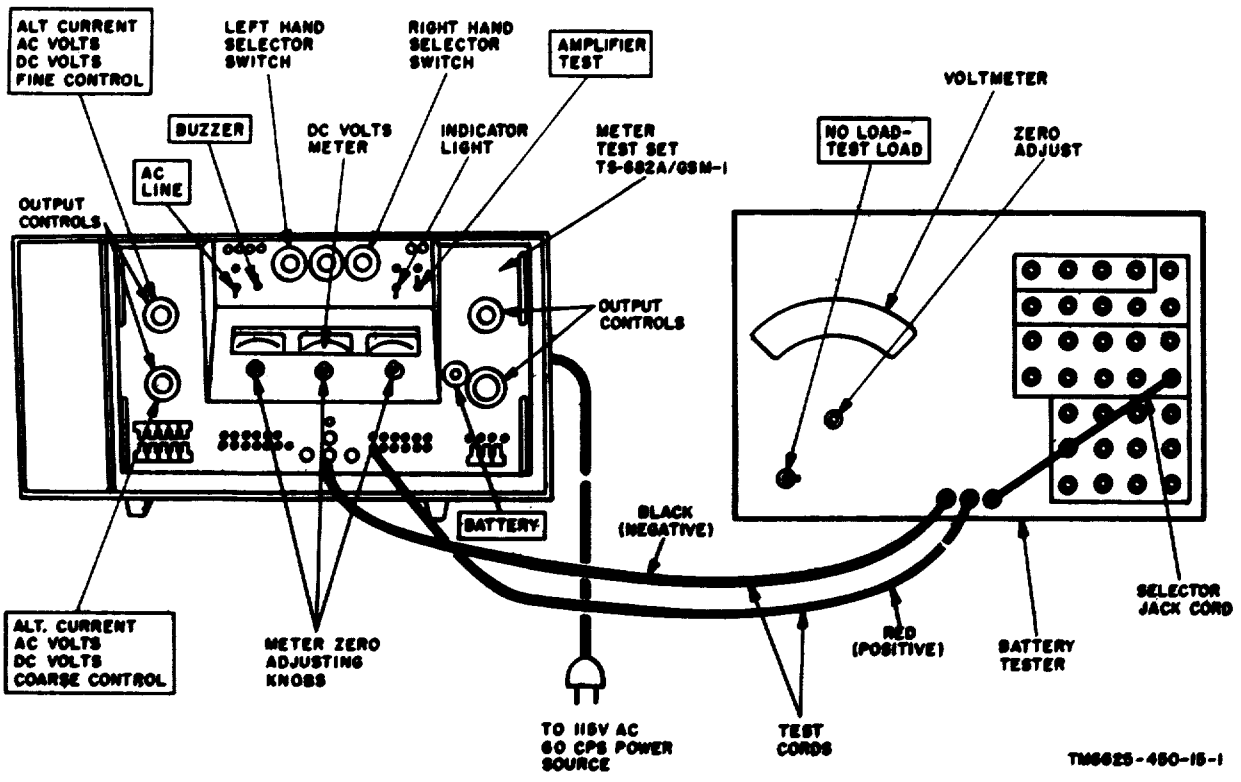 ALT CURRENT
AC VOLTS
DC VOLTS
FINE CONTROL
LEFT HAND
SELECTOR
SWITCH
RIGHT HAND
SELECTOR
SWITCH
AMPLIFIER
TEST
BUZZER
DC VOLTS
METER
INDICATOR
LIGHT
METER
TEST SET
TS-682A/GSM-1
AC
LINE
OUTPUT
CONTROLS
VOLTMETER
NO LOAD-
TEST LOAD
ZERO
ADJUST
OUTPUT
CONTROLS
BATTERY
BLACK
(NEGATIVE)
SELECTOR
JACK CORD
ALT. CURRENT
AC VOLTS
DC VOLTS
COARSE CONTROL
METER ZERO
ADJUSTING
KNOBS
RED
(POSITIVE)
BATTERY
TESTER
TO 115V AC
60 CPS POWER
SOURCE
TEST
CORDS
TM6625-450-15-1